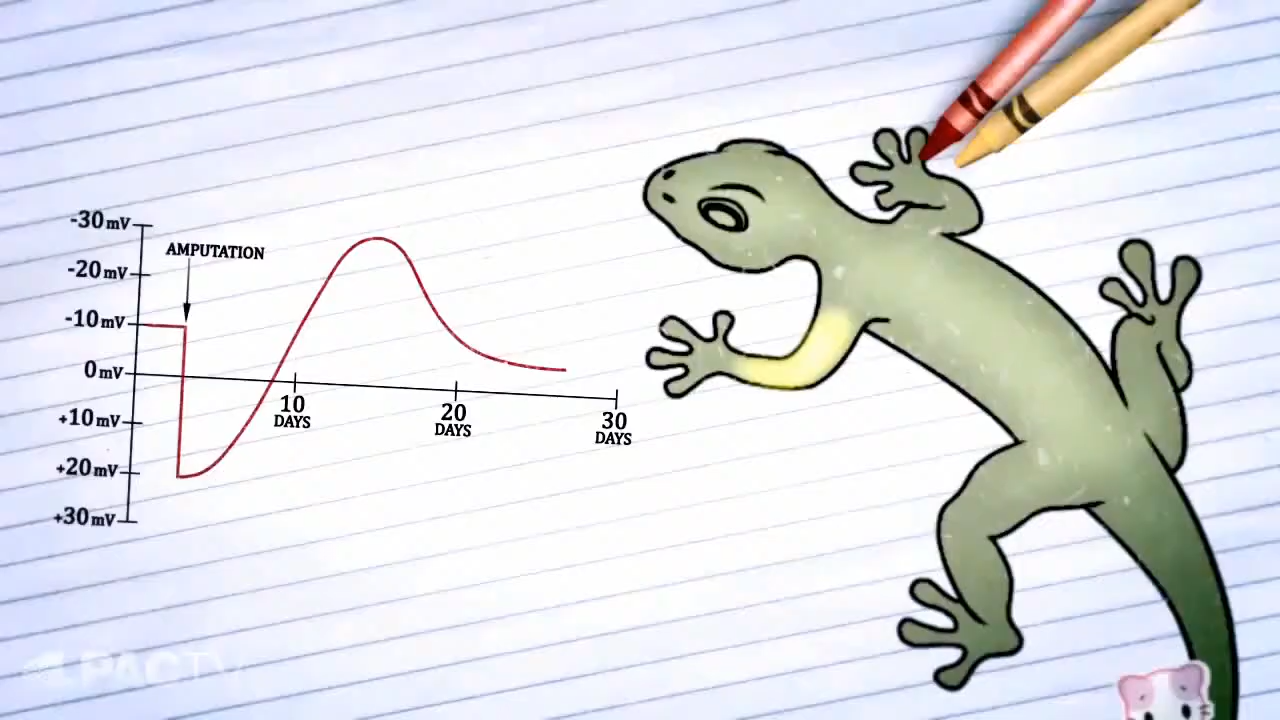 -30mV
AMPUTATION
-20mV
-10mV
0mV
+10mV
+20mV
+30mV
10
DAYS
20
DAYS
30
DAYS